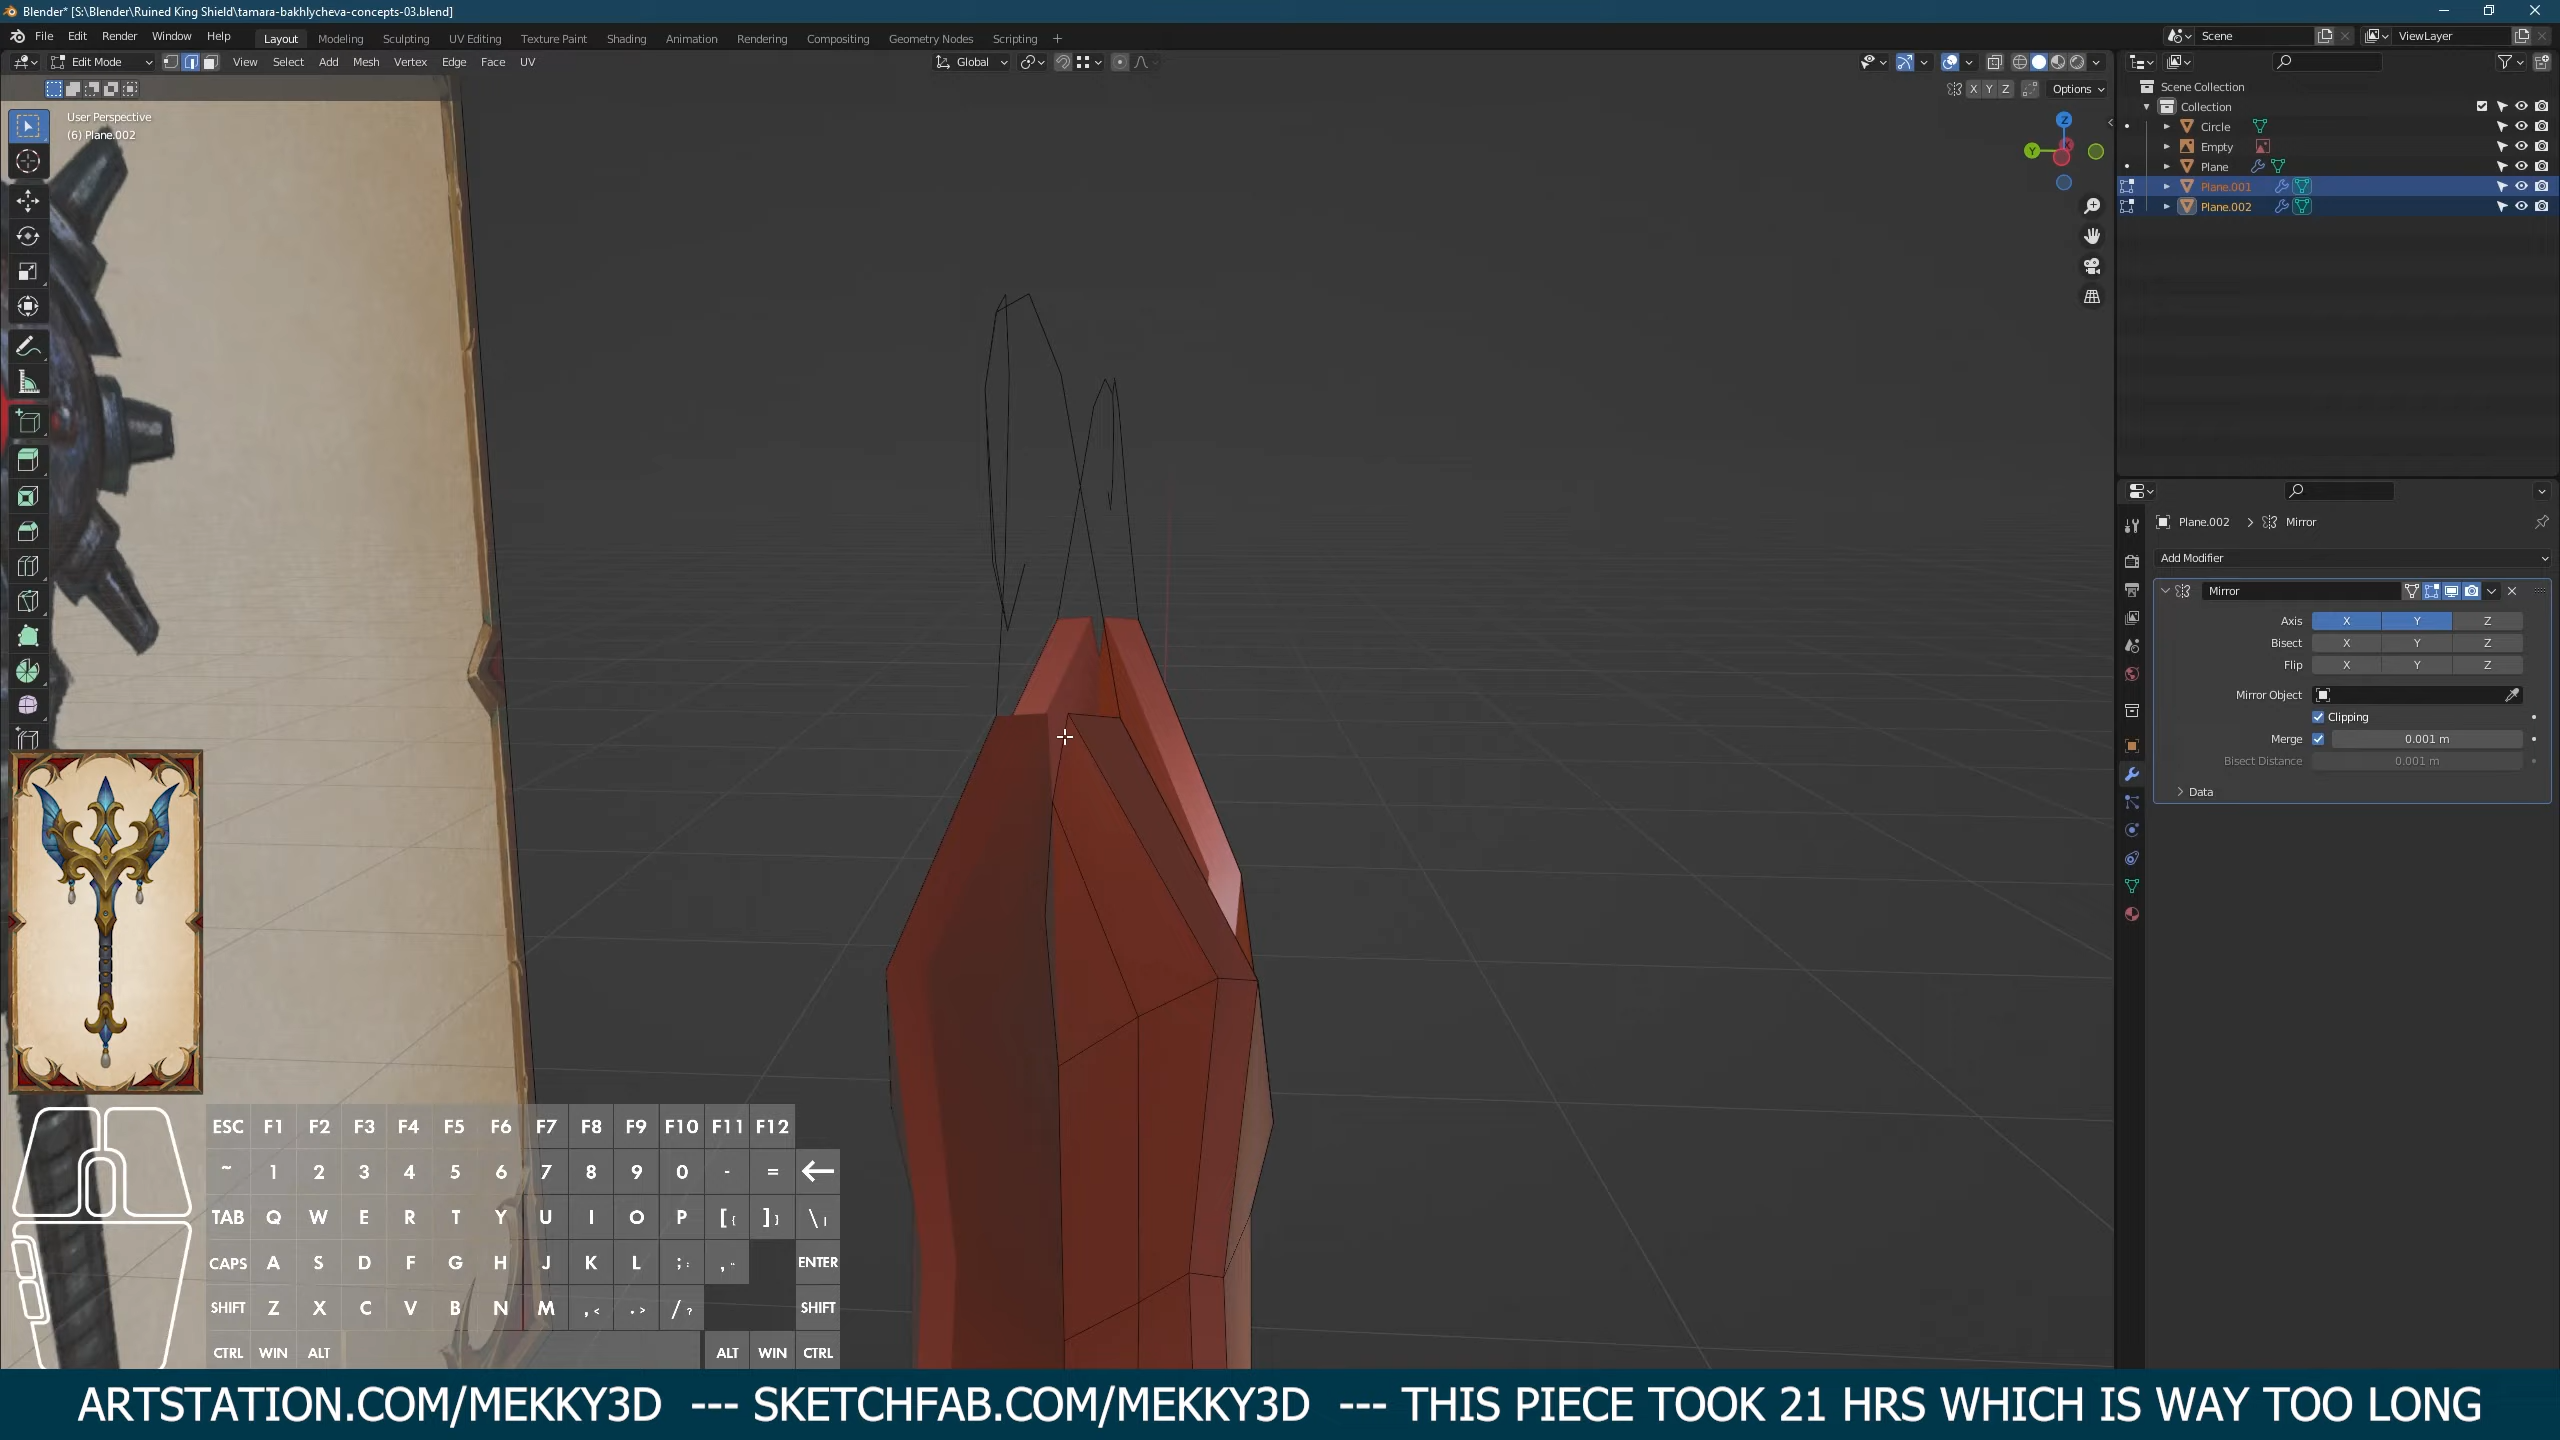 Blender* [S:\Blender\Ruined King Shield\tamara-bakhlycheva-concepts-03.blend]
File Edit Render Window Help Layout Modeling Sculpting UV Editing Texture Paint Shading Animation Rendering Compositing Geometry Nodes Scripting + Scene ViewLayer
Edit Mode View Select Add Mesh Vertex Edge Face UV Global
X Y Z Options
User Perspective
(6) Plane.002
Z
Y
Scene Collection
Collection
Circle
Empty
Plane
Plane.001
Plane.002
Plane.002 > Mirror
Add Modifier
Mirror
Axis X Y Z
Bisect X Y Z
Flip X Y Z
Mirror Object
Clipping
Merge 0.001 m
Bisect Distance 0.001 m
Data
ESC F1 F2 F3 F4 F5 F6 F7 F8 F9 F10 F11 F12
~ 1 2 3 4 5 6 7 8 9 0 - =
TAB Q W E R T Y U I O P [ { ] } \ |
CAPS A S D F G H J K L ; : ENTER
SHIFT Z X C V B N M , < . > / ? SHIFT
CTRL WIN ALT ALT WIN CTRL
ARTSTATION.COM/MEKKY3D --- SKETCHFAB.COM/MEKKY3D --- THIS PIECE TOOK 21 HRS WHICH IS WAY TOO LONG